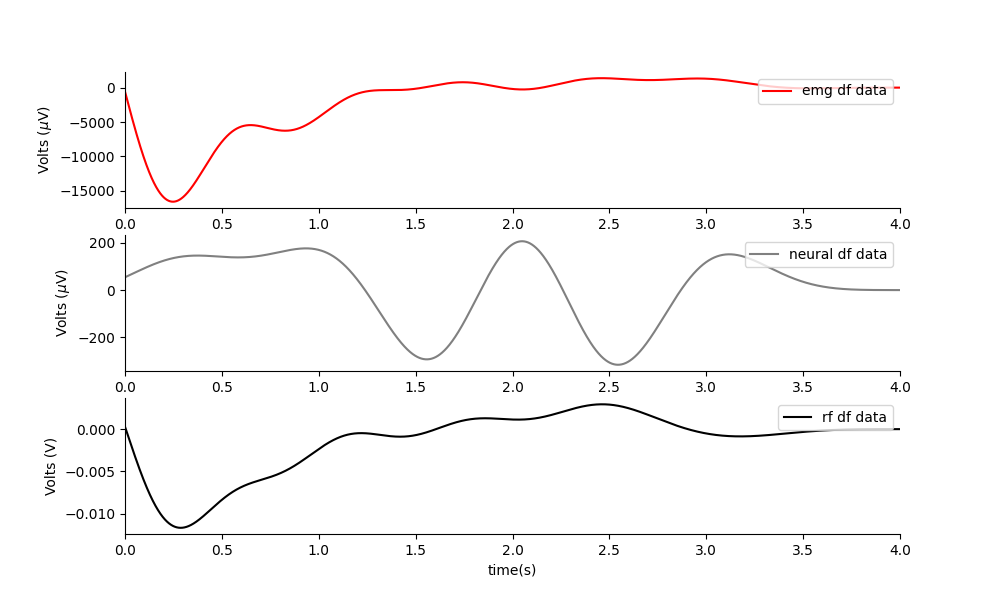 0
−5000
−10000
−15000
Volts (μV)
emg df data
0.0 0.5 1.0 1.5 2.0 2.5 3.0 3.5 4.0
200
0
−200
Volts (μV)
neural df data
0.0 0.5 1.0 1.5 2.0 2.5 3.0 3.5 4.0
0.000
−0.005
−0.010
Volts (V)
rf df data
0.0 0.5 1.0 1.5 2.0 2.5 3.0 3.5 4.0
time(s)